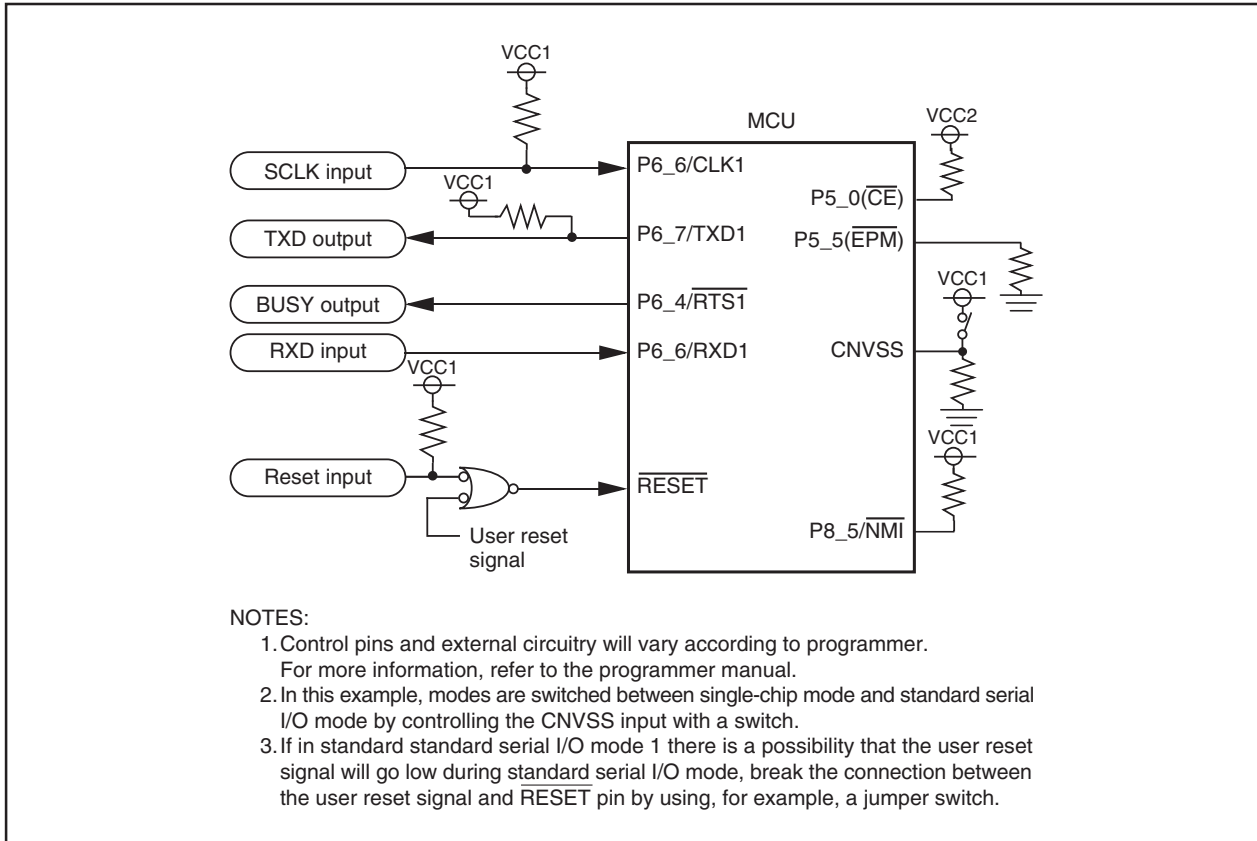 VCC1
MCU
VCC2
SCLK input
P6_6/CLK1
VCC1
P5_0(CE)
TXD output
P6_7/TXD1
P5_5(EPM)
VCC1
BUSY output
P6_4/RTS1
RXD input
P6_6/RXD1
CNVSS
VCC1
VCC1
Reset input
RESET
User reset
signal
P8_5/NMI
NOTES:
1. Control pins and external circuitry will vary according to programmer.
For more information, refer to the programmer manual.
2. In this example, modes are switched between single-chip mode and standard serial
I/O mode by controlling the CNVSS input with a switch.
3. If in standard standard serial I/O mode 1 there is a possibility that the user reset
signal will go low during standard serial I/O mode, break the connection between
the user reset signal and RESET pin by using, for example, a jumper switch.